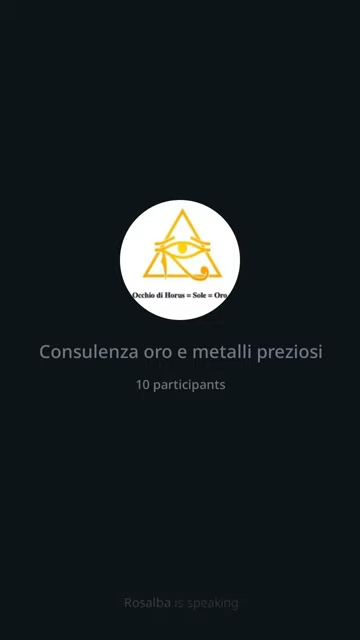 Occhio di Horus = Sole = Oro
Consulenza oro e metalli preziosi
10 participants
Rosalba is speaking